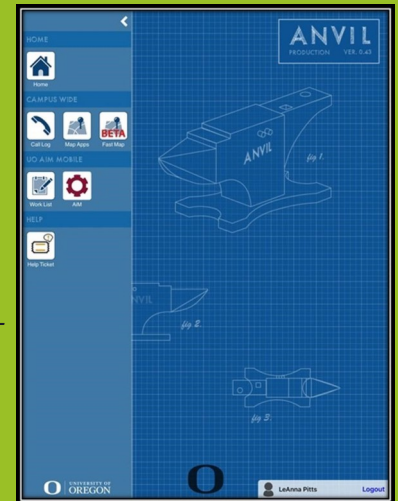 ANVIL
PRODUCTION VER. 0.43
HOME
Home
CAMPUS WIDE
Call Log Map Apps Fast Map
BETA
UO AIM MOBILE
Work List AiM
HELP
Help Ticket
ANVIL
fig 1.
ANVIL
fig 2.
fig 3.
O UNIVERSITY OF
OREGON
O
LeAnna Pitts Logout